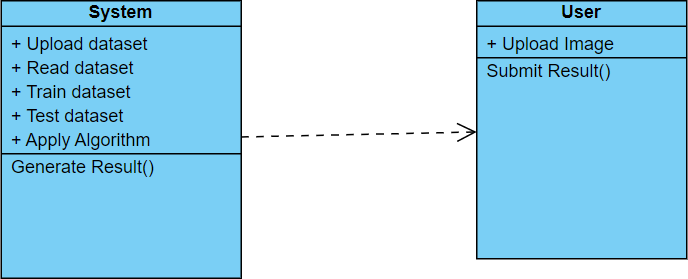 System
+ Upload dataset
+ Read dataset
+ Train dataset
+ Test dataset
+ Apply Algorithm
Generate Result()
User
+ Upload Image
Submit Result()